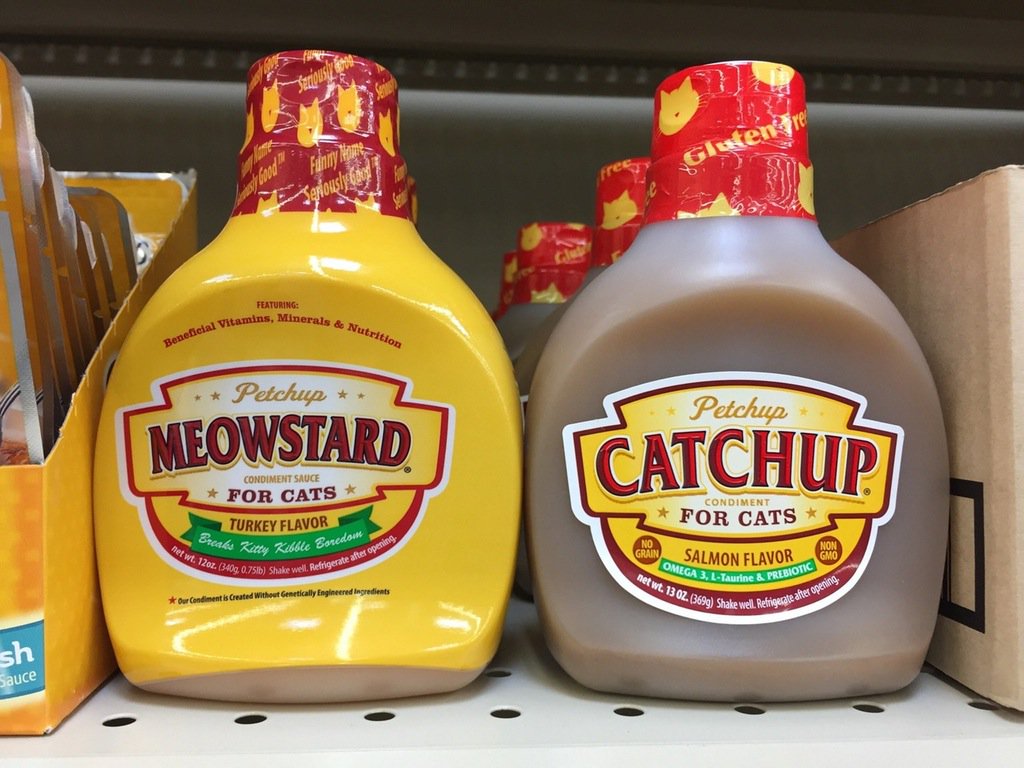 Funny
Seriously Good
Funny Name
Seriously Good™
FEATURING:
Beneficial Vitamins, Minerals & Nutrition
Petchup
MEOWSTARD®
CONDIMENT SAUCE
FOR CATS
TURKEY FLAVOR
Breaks Kitty Kibble Boredom
net wt. 12oz. (340g, 0.75lb) Shake well. Refrigerate after opening.
★ Our Condiment is Created Without Genetically Engineered Ingredients
Gluten Free
Petchup
CATCHUP®
CONDIMENT
FOR CATS
NO GRAIN
SALMON FLAVOR
NON GMO
OMEGA 3, L-Taurine & PREBIOTIC
net wt. 13 OZ. (369g) Shake well. Refrigerate after opening.
Free
sh
Sauce